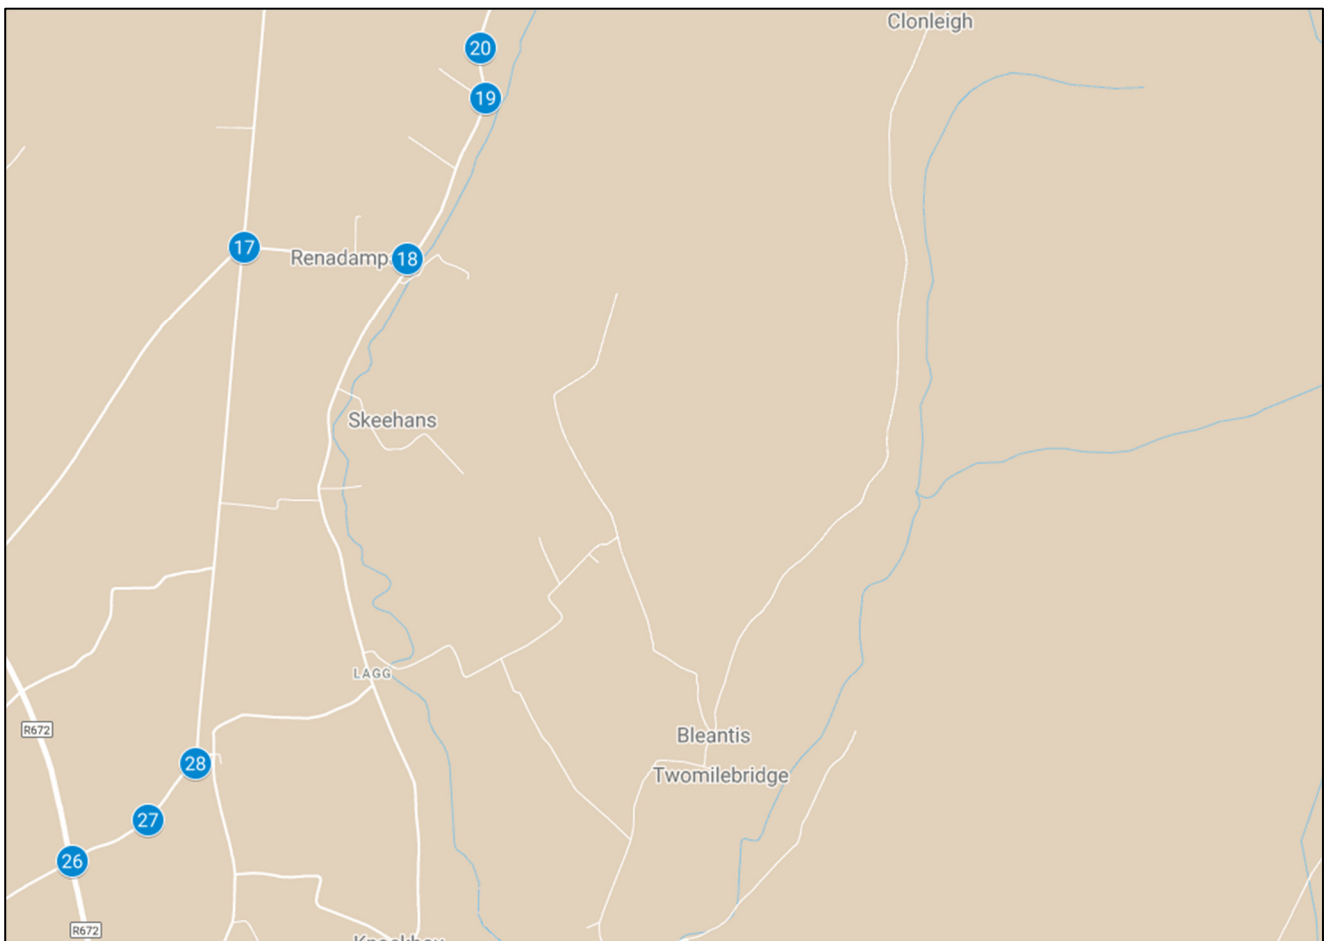 Clonleigh
20
19
17
Renadamp
18
Skeehans
LAGG
R672
Bleantis
28
Twomilebridge
27
26
R672